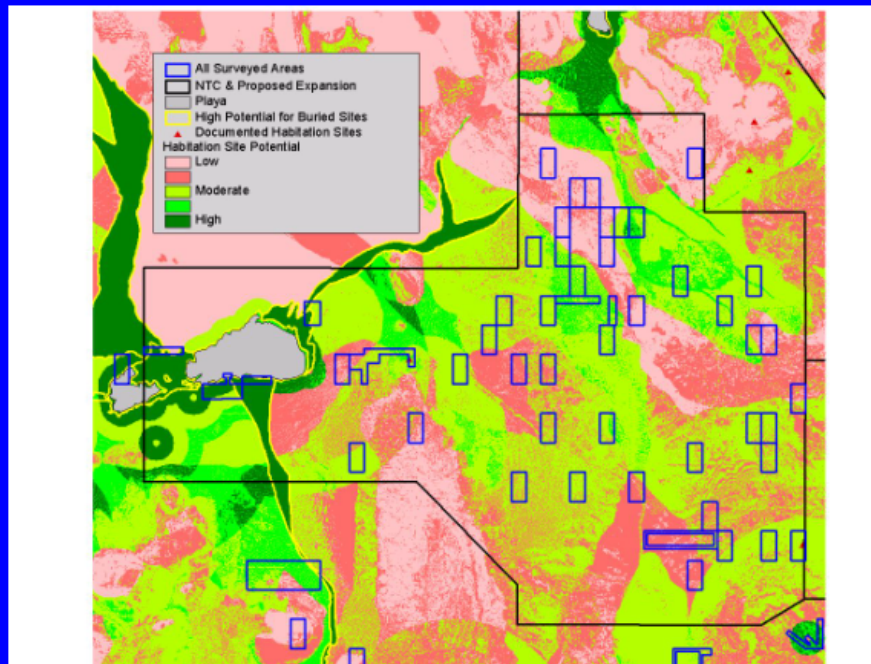 All Surveyed Areas
NTC & Proposed Expansion
Playa
High Potential for Buried Sites
Documented Habitation Sites
Habitation Site Potential
Low
Moderate
High